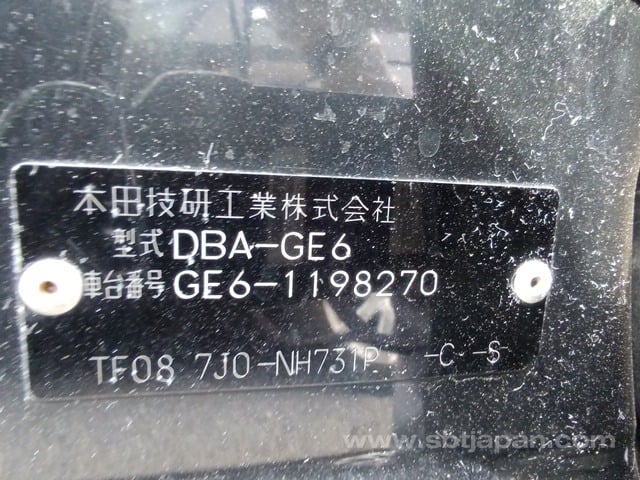 本田技研工業株式会社
型式 DBA-GE6
車台番号 GE6-1198270
TF08 7J0-NH731P -C -S
www.sbtjapan.com